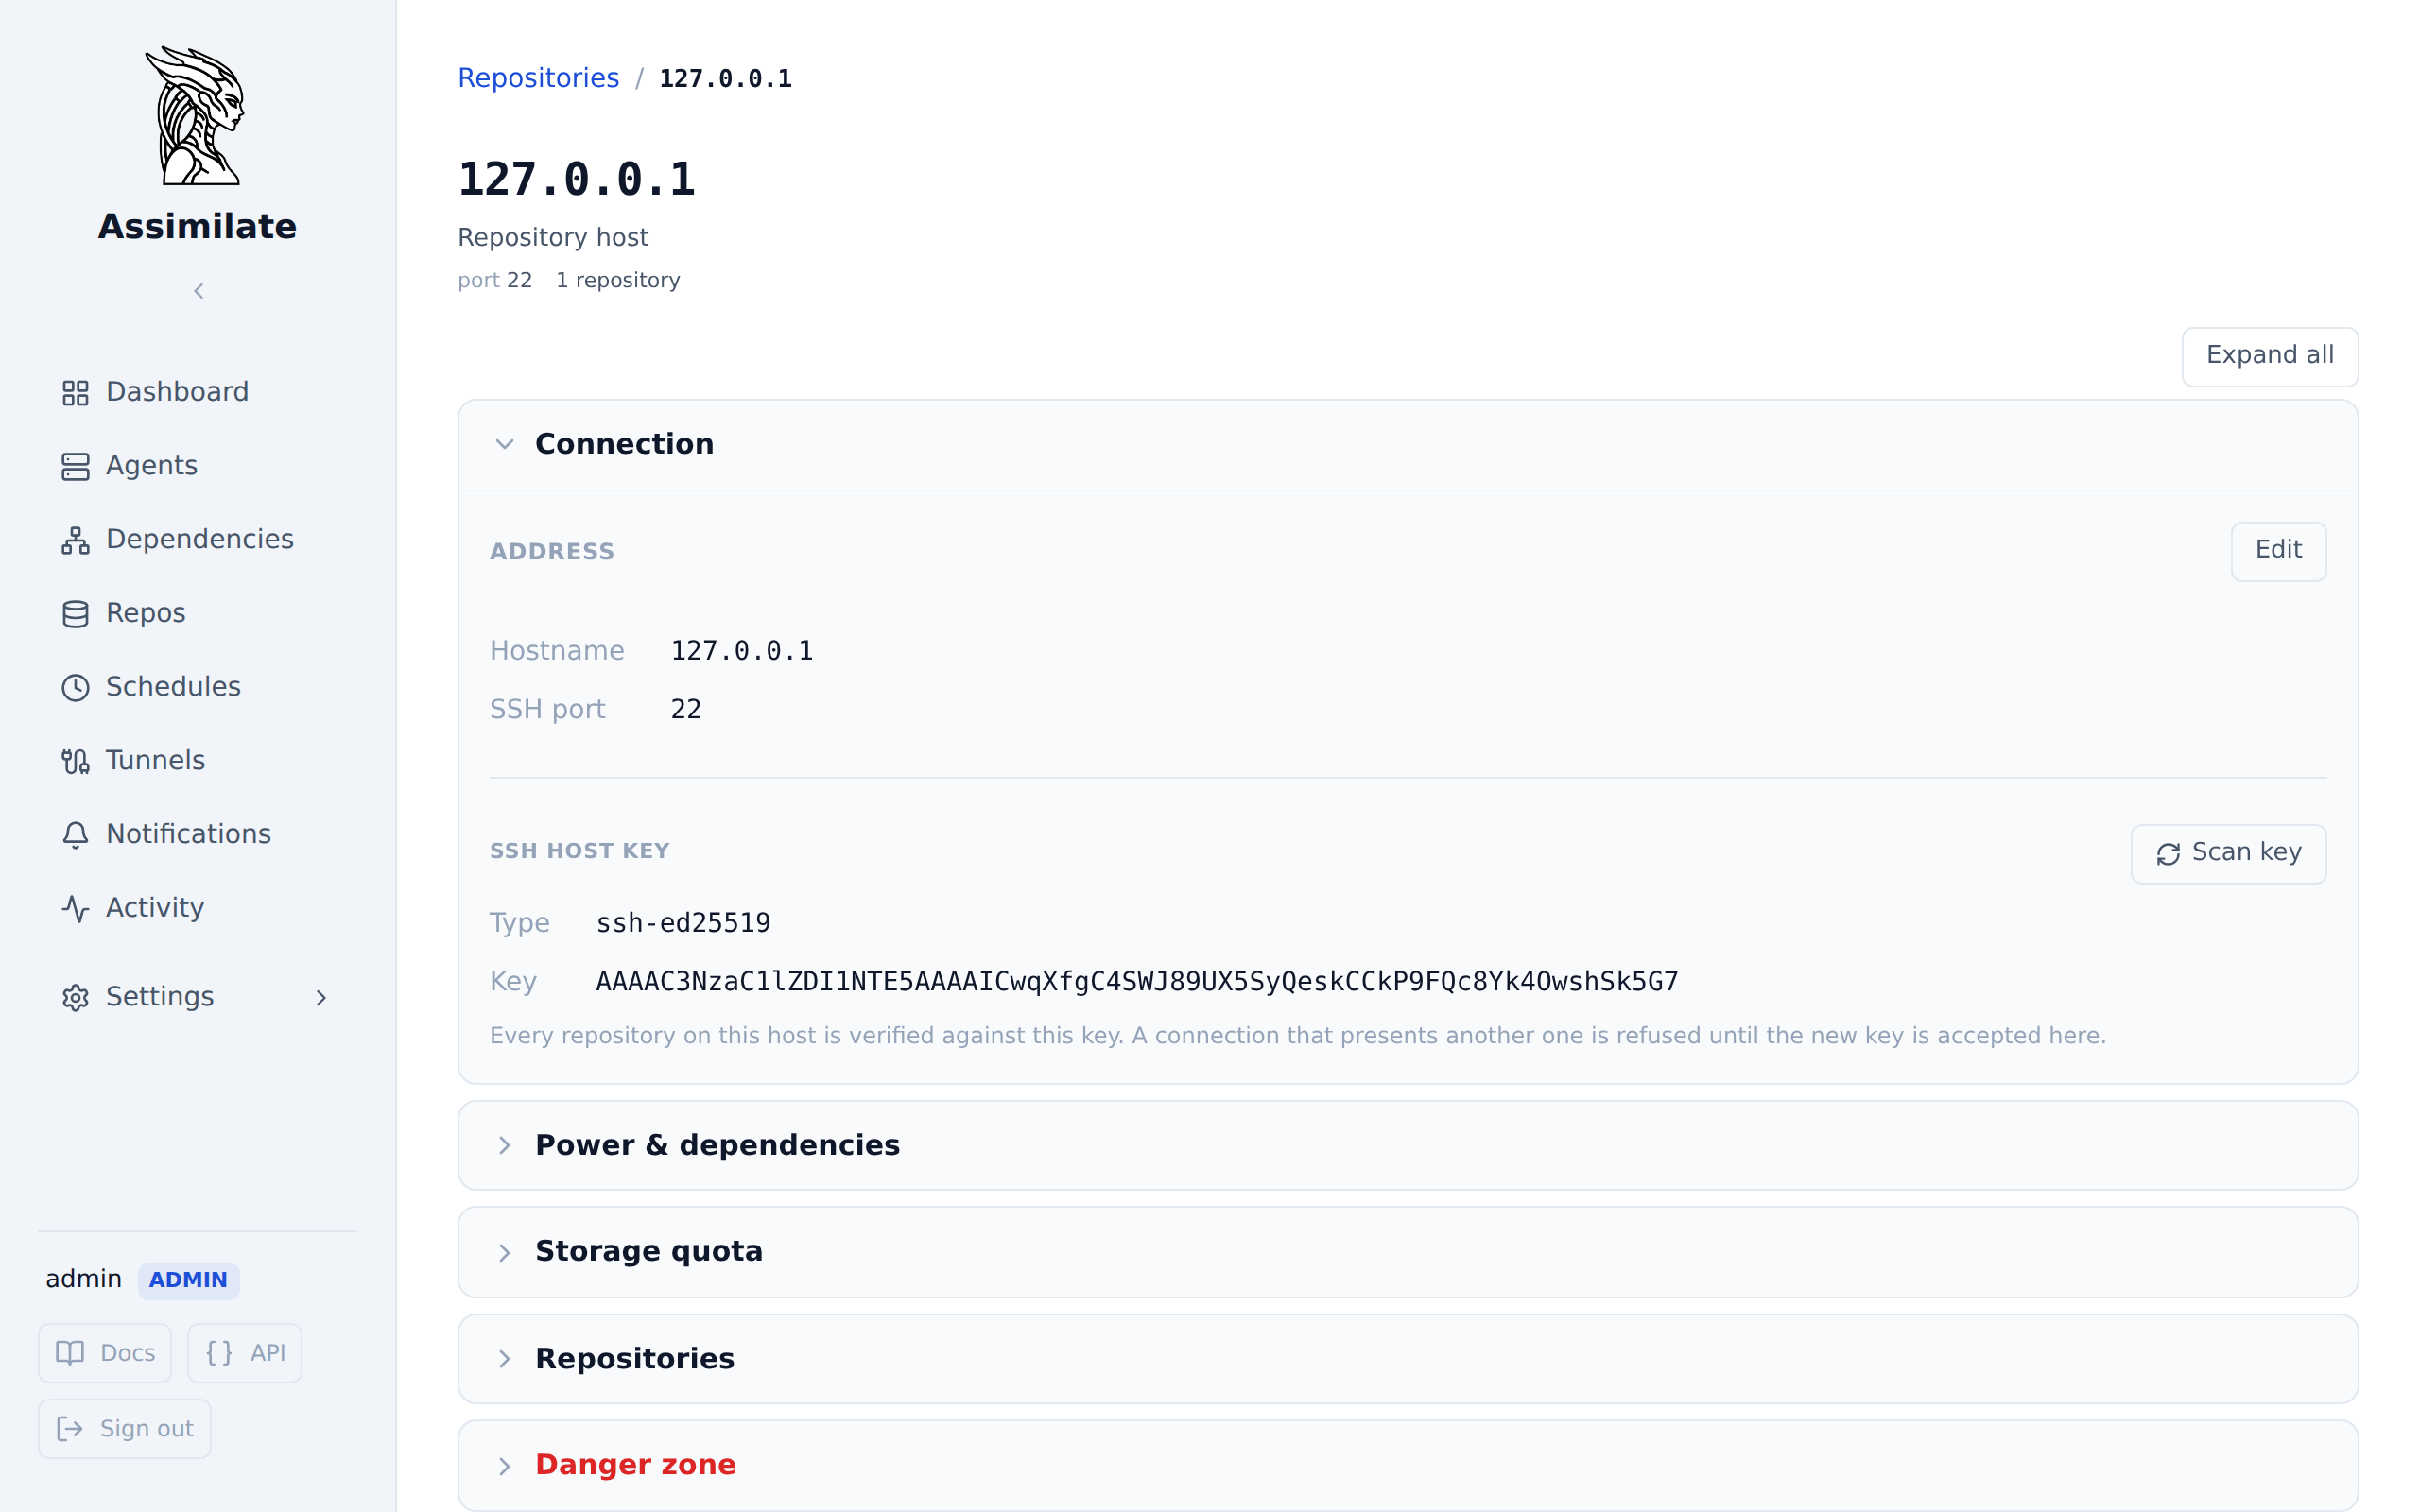 Assimilate
Dashboard
Agents
Dependencies
Repos
Schedules
Tunnels
Notifications
Activity
Settings
admin ADMIN
Docs
API
Sign out
Repositories / 127.0.0.1
127.0.0.1
Repository host
port 22 1 repository
Expand all
Connection
ADDRESS
Edit
Hostname 127.0.0.1
SSH port 22
SSH HOST KEY
Scan key
Type ssh-ed25519
Key AAAAC3NzaC1lZDI1NTE5AAAAICwqXfgC4SWJ89UX5SyQeskCCkP9FQc8Yk4OwshSk5G7
Every repository on this host is verified against this key. A connection that presents another one is refused until the new key is accepted here.
Power & dependencies
Storage quota
Repositories
Danger zone